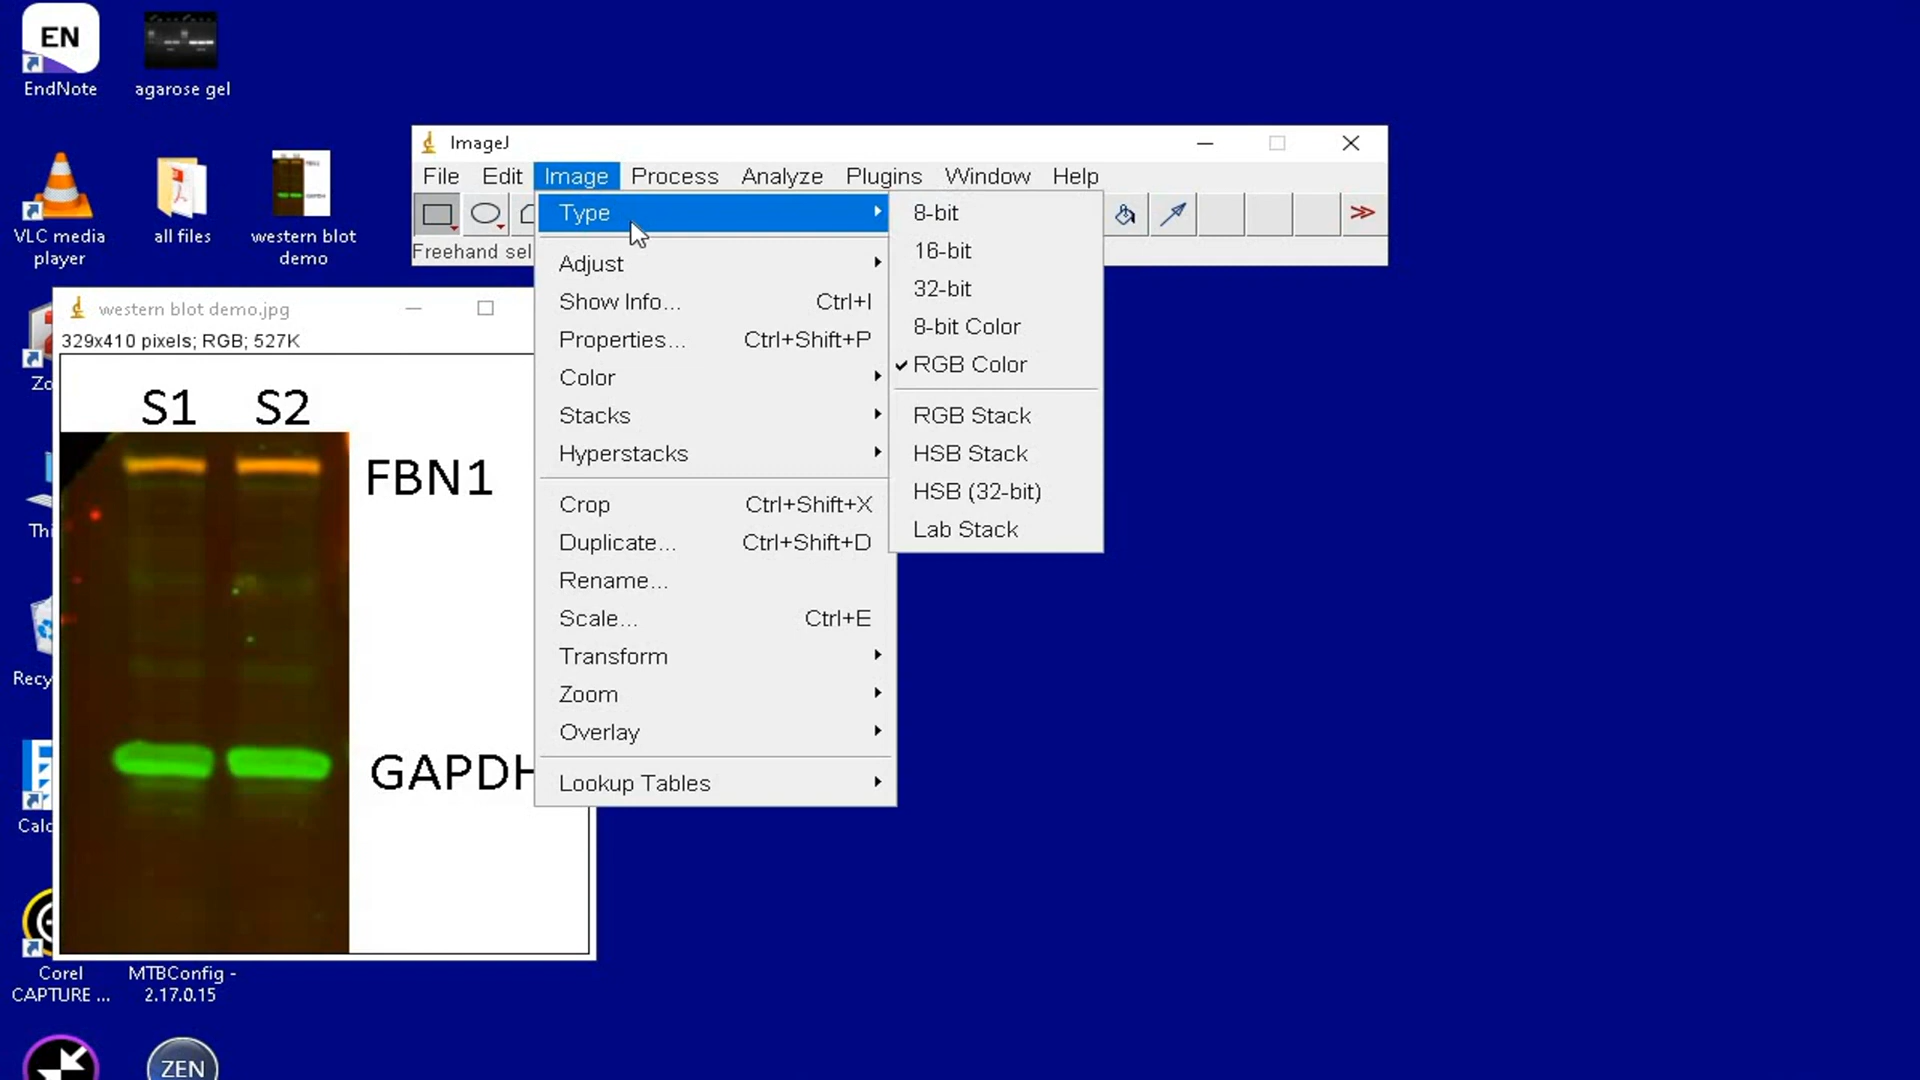 EN
EndNote
agarose gel
VLC media
player
all files
western blot
demo
ImageJ
File Edit Image Process Analyze Plugins Window Help
Freehand sel
Type
Adjust
Show Info... Ctrl+I
Properties... Ctrl+Shift+P
Color
Stacks
Hyperstacks
Crop Ctrl+Shift+X
Duplicate... Ctrl+Shift+D
Rename...
Scale... Ctrl+E
Transform
Zoom
Overlay
Lookup Tables
8-bit
16-bit
32-bit
8-bit Color
RGB Color
RGB Stack
HSB Stack
HSB (32-bit)
Lab Stack
western blot demo.jpg
329x410 pixels; RGB; 527K
S1 S2
FBN1
GAPDH
Zo
Thi
Recy
Calc
Corel
CAPTURE ...
MTBConfig -
2.17.0.15
ZEN